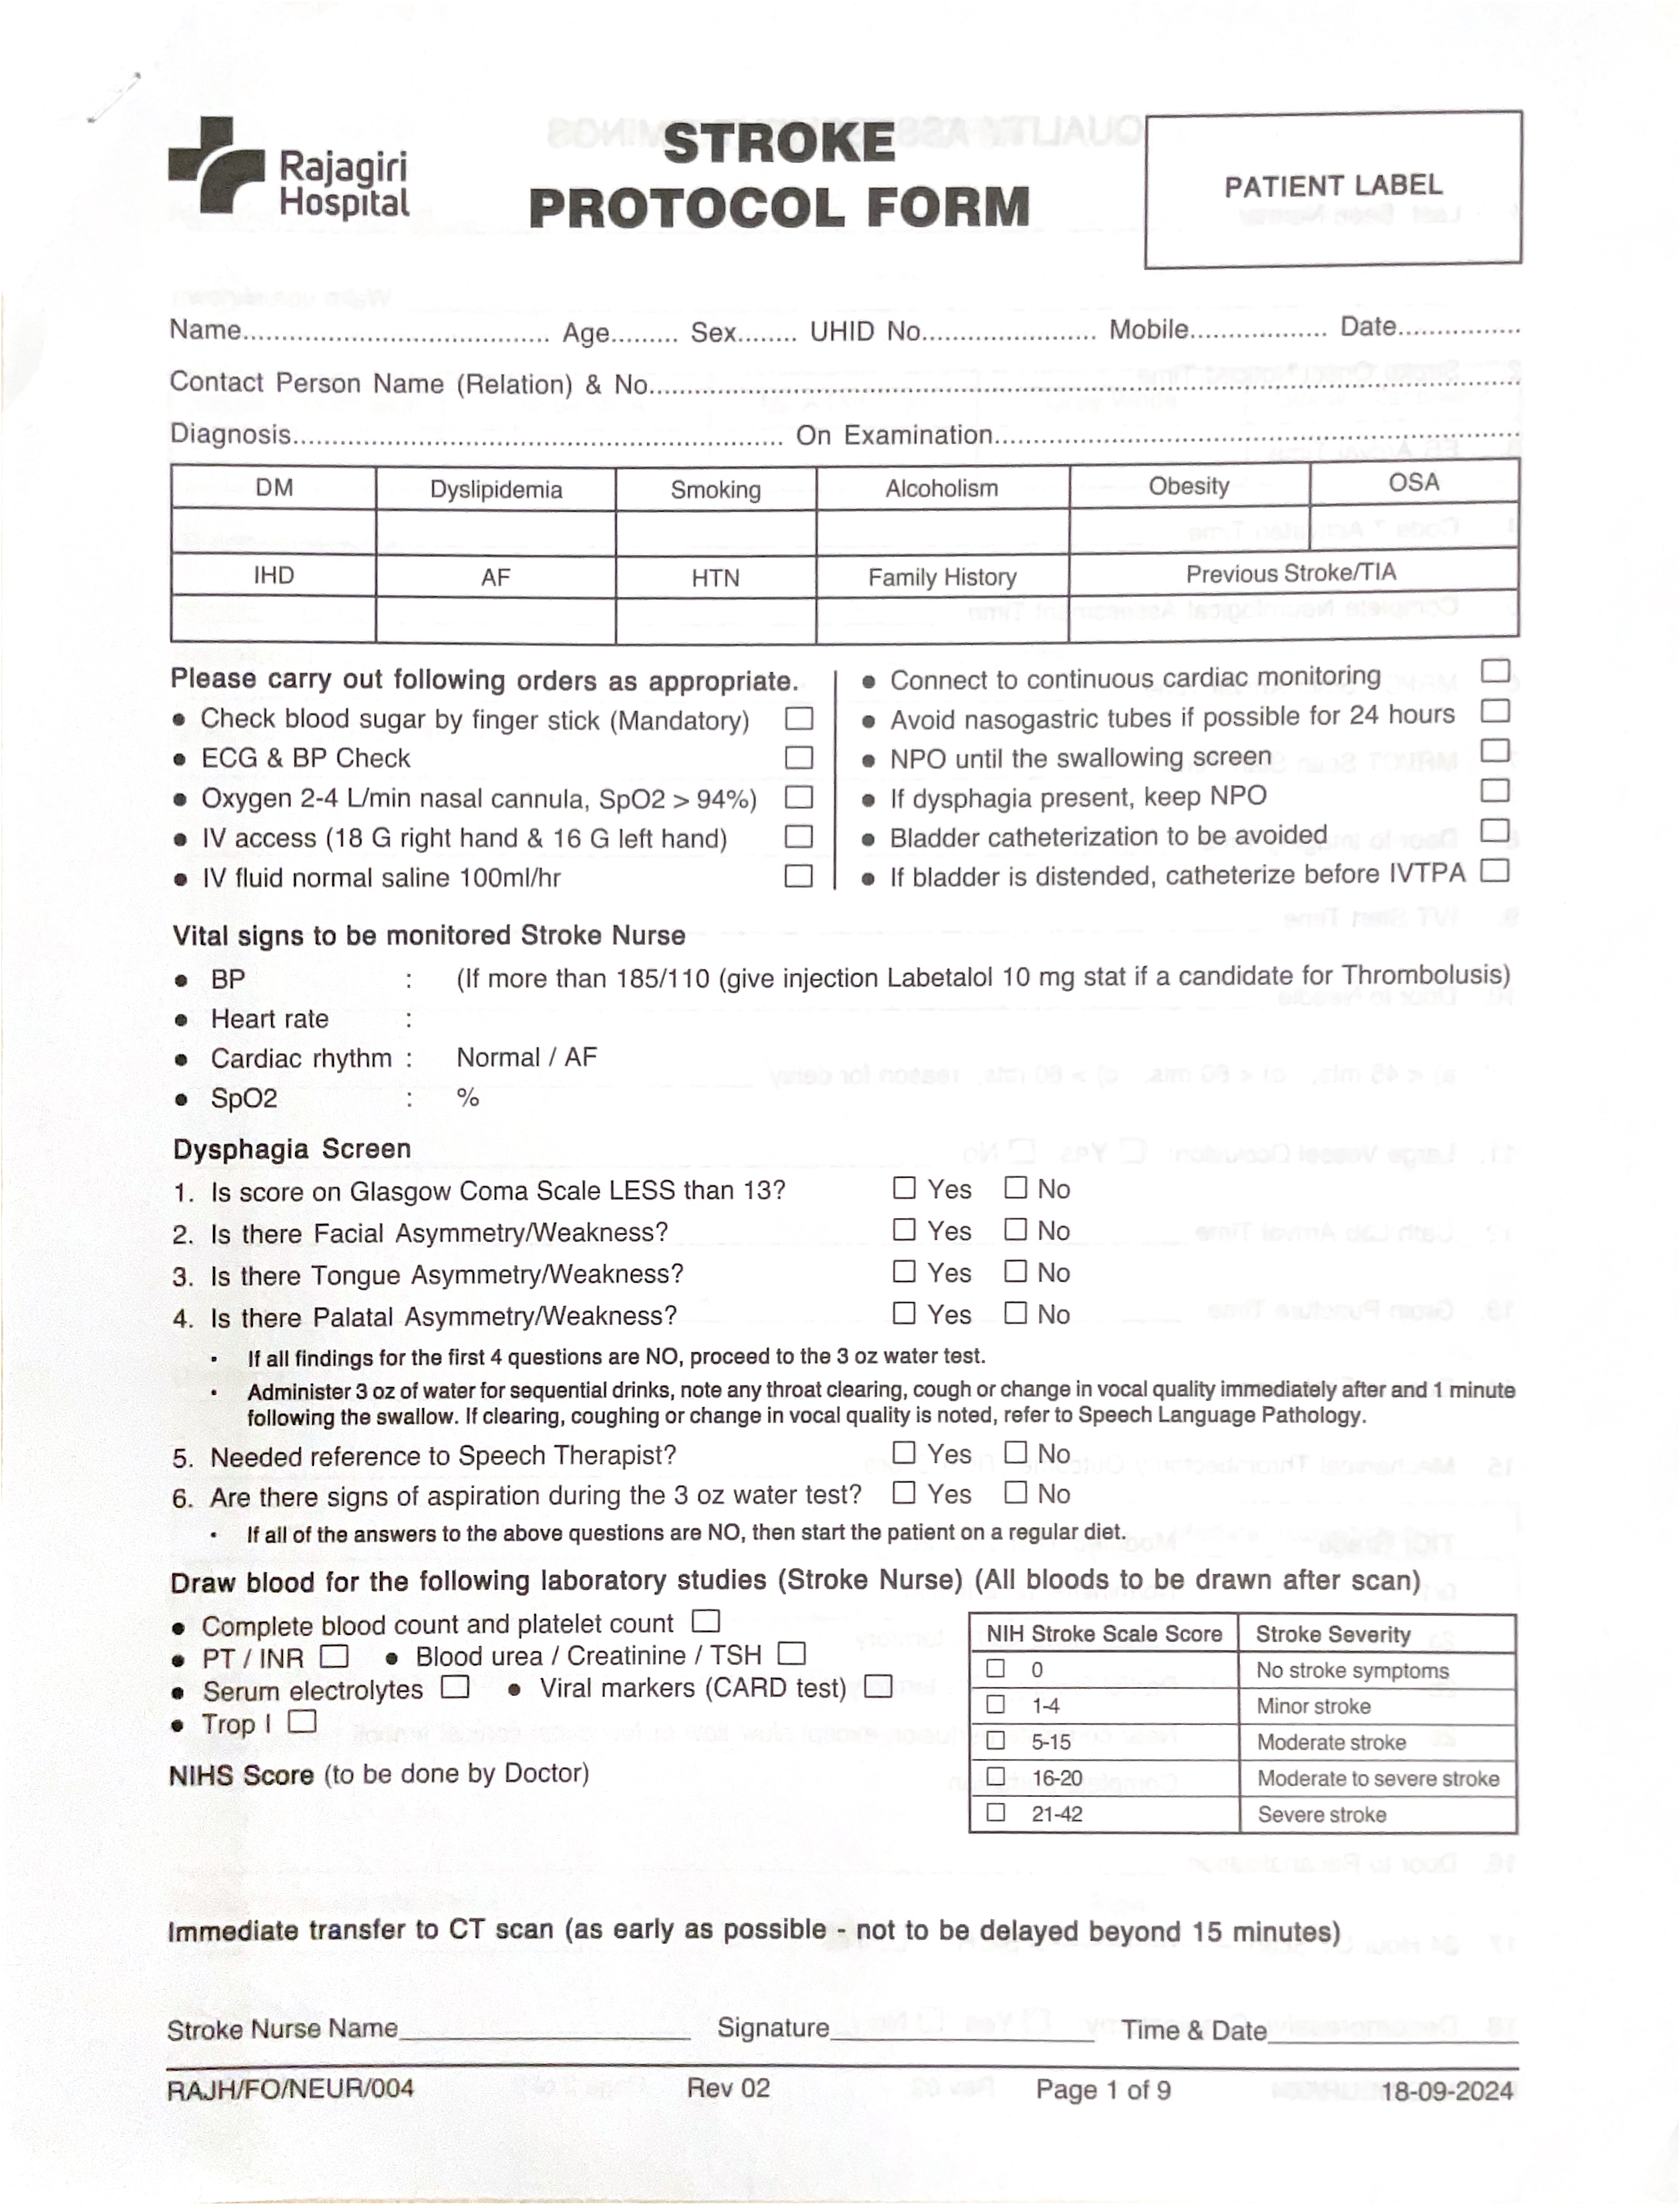 Rajagiri
Hospital
STROKE
PROTOCOL FORM
PATIENT LABEL
Name................................... Age......... Sex........ UHID No...................... Mobile................. Date...............
Contact Person Name (Relation) & No...............................................................................................
Diagnosis............................................................ On Examination..................................................................
DM Dyslipidemia Smoking Alcoholism Obesity OSA
IHD AF HTN Family History Previous Stroke/TIA
Please carry out following orders as appropriate.
• Check blood sugar by finger stick (Mandatory) ☐
• ECG & BP Check ☐
• Oxygen 2-4 L/min nasal cannula, SpO2 > 94%) ☐
• IV access (18 G right hand & 16 G left hand) ☐
• IV fluid normal saline 100ml/hr ☐
• Connect to continuous cardiac monitoring ☐
• Avoid nasogastric tubes if possible for 24 hours ☐
• NPO until the swallowing screen ☐
• If dysphagia present, keep NPO ☐
• Bladder catheterization to be avoided ☐
• If bladder is distended, catheterize before IVTPA ☐
Vital signs to be monitored Stroke Nurse
• BP : (If more than 185/110 (give injection Labetalol 10 mg stat if a candidate for Thrombolusis)
• Heart rate :
• Cardiac rhythm : Normal / AF
• SpO2 : %
Dysphagia Screen
1. Is score on Glasgow Coma Scale LESS than 13? ☐ Yes ☐ No
2. Is there Facial Asymmetry/Weakness? ☐ Yes ☐ No
3. Is there Tongue Asymmetry/Weakness? ☐ Yes ☐ No
4. Is there Palatal Asymmetry/Weakness? ☐ Yes ☐ No
• If all findings for the first 4 questions are NO, proceed to the 3 oz water test.
• Administer 3 oz of water for sequential drinks, note any throat clearing, cough or change in vocal quality immediately after and 1 minute
following the swallow. If clearing, coughing or change in vocal quality is noted, refer to Speech Language Pathology.
5. Needed reference to Speech Therapist? ☐ Yes ☐ No
6. Are there signs of aspiration during the 3 oz water test? ☐ Yes ☐ No
• If all of the answers to the above questions are NO, then start the patient on a regular diet.
Draw blood for the following laboratory studies (Stroke Nurse) (All bloods to be drawn after scan)
• Complete blood count and platelet count ☐
• PT / INR ☐ • Blood urea / Creatinine / TSH ☐
• Serum electrolytes ☐ • Viral markers (CARD test) ☐
• Trop I ☐
NIHS Score (to be done by Doctor)
NIH Stroke Scale Score Stroke Severity
☐ 0 No stroke symptoms
☐ 1-4 Minor stroke
☐ 5-15 Moderate stroke
☐ 16-20 Moderate to severe stroke
☐ 21-42 Severe stroke
Immediate transfer to CT scan (as early as possible - not to be delayed beyond 15 minutes)
Stroke Nurse Name____________________ Signature__________________ Time & Date_________________
RAJH/FO/NEUR/004 Rev 02 Page 1 of 9 18-09-2024